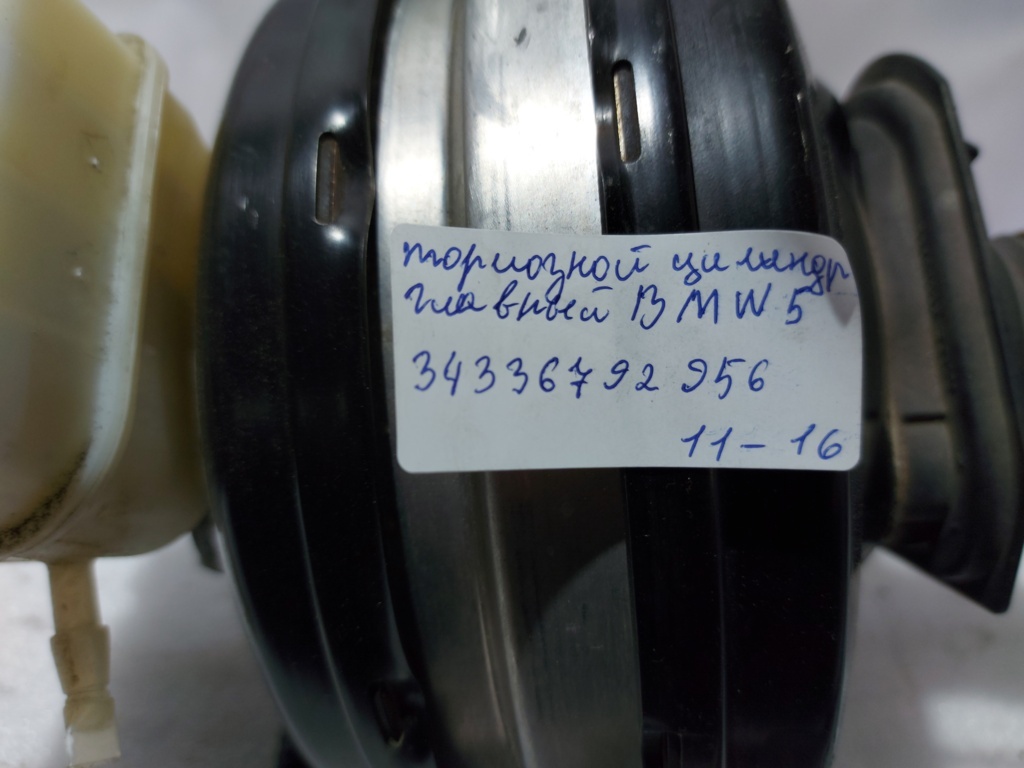 тормозной цилиндр
главный BMW 5
34336792956
11-16